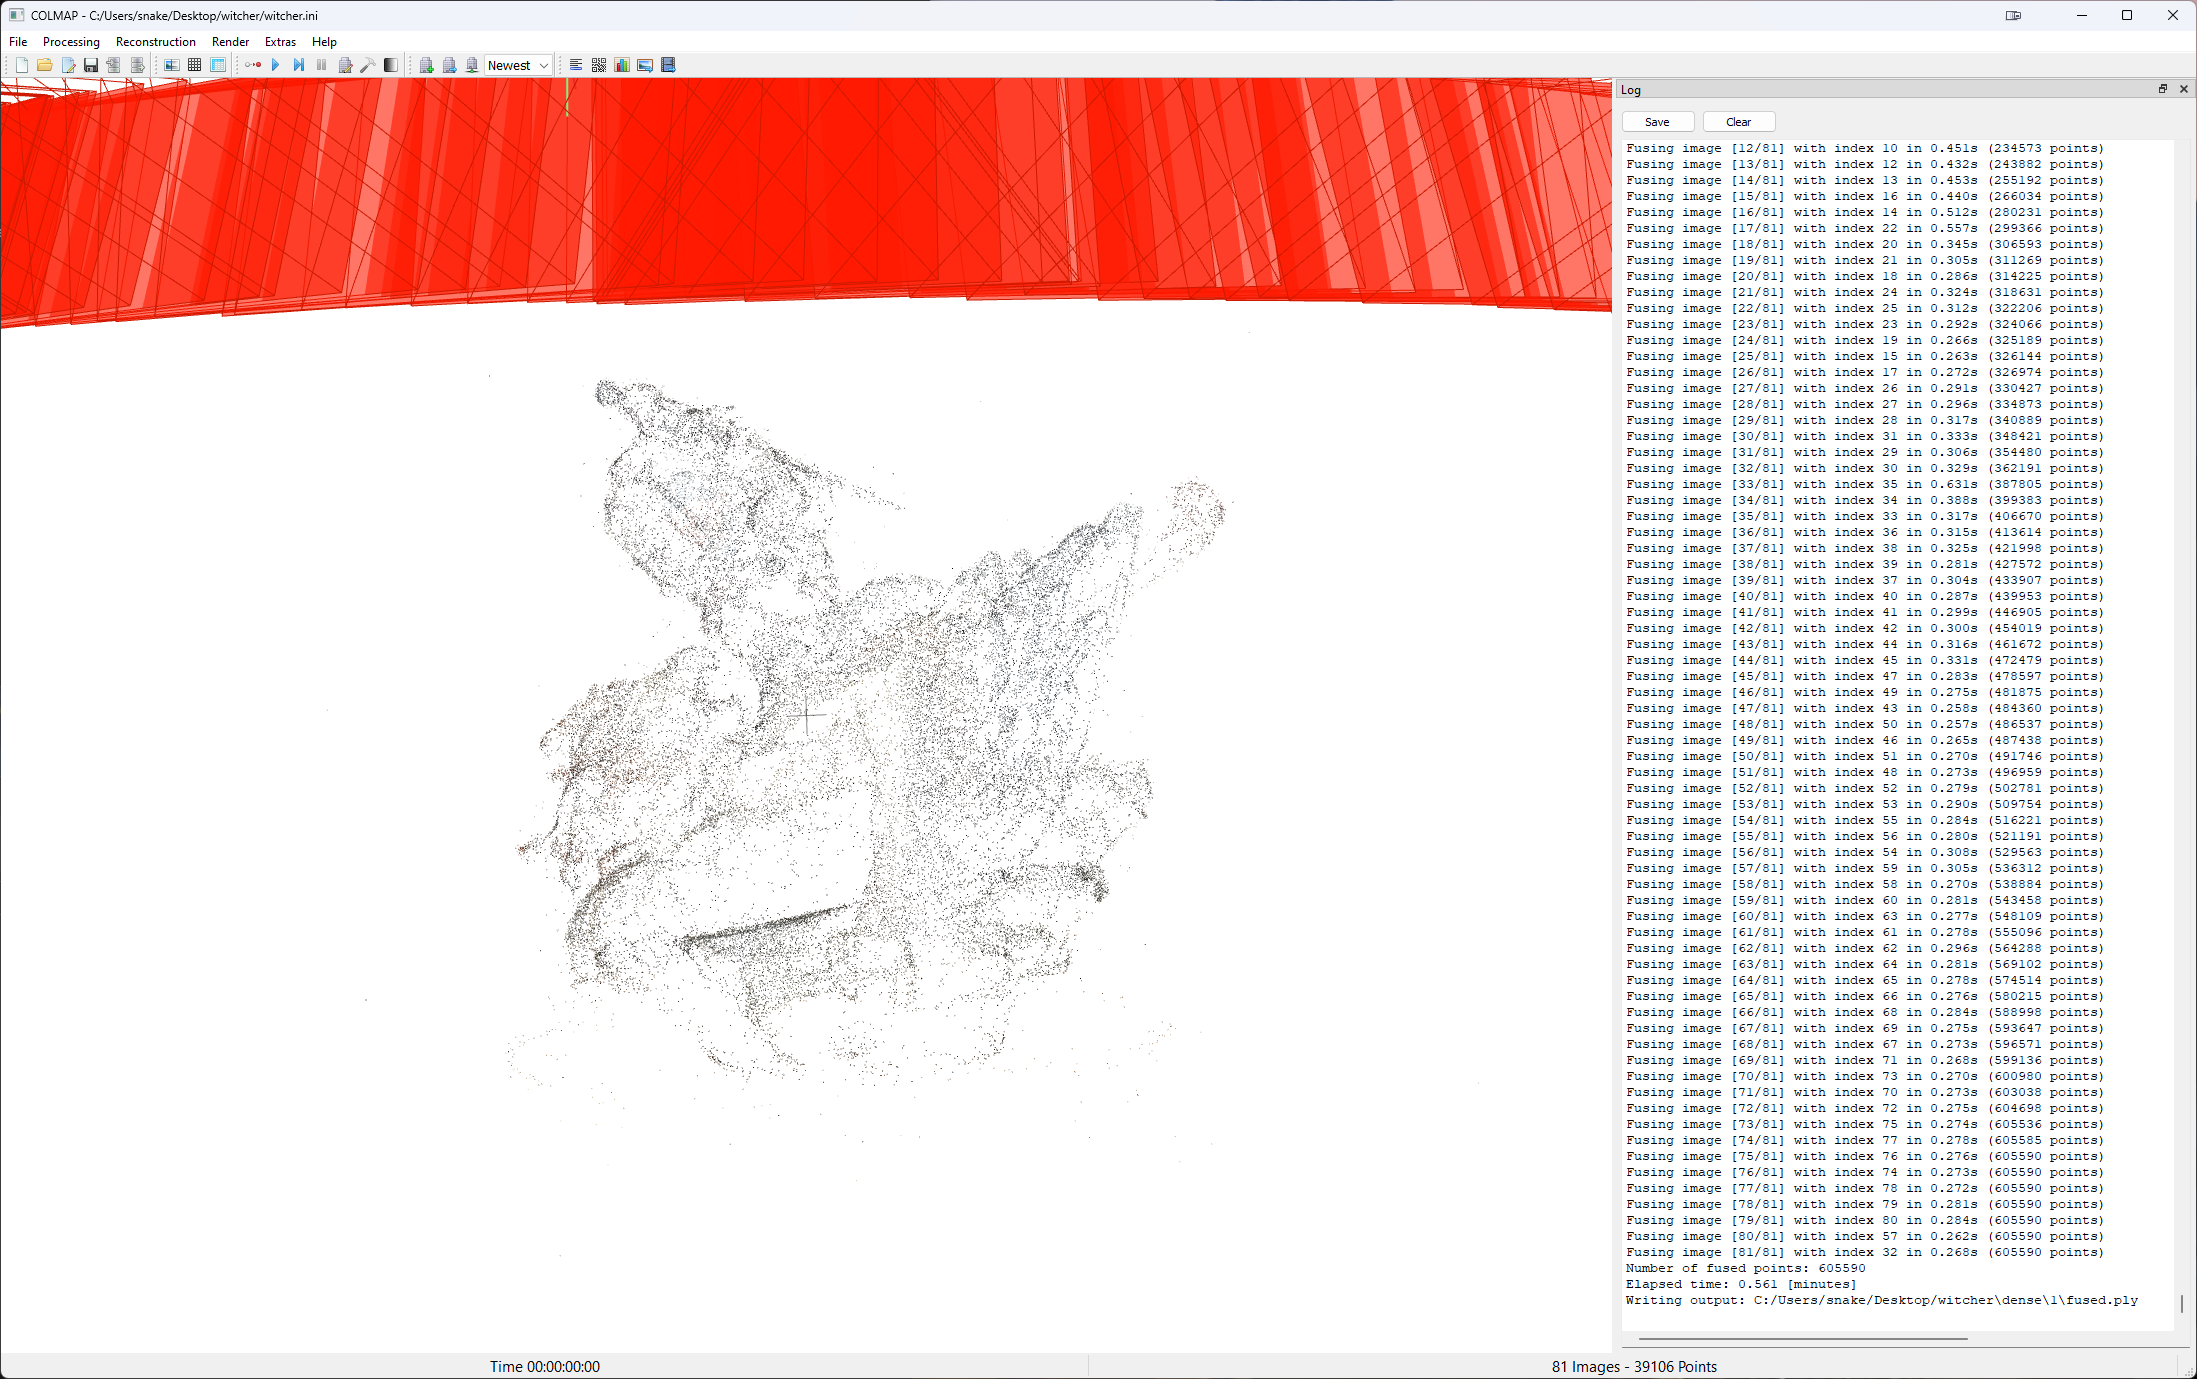 COLMAP - C:/Users/snake/Desktop/witcher/witcher.ini
File Processing Reconstruction Render Extras Help
Newest
Log
Save Clear
Fusing image [12/81] with index 10 in 0.451s (234573 points)
Fusing image [13/81] with index 12 in 0.432s (243882 points)
Fusing image [14/81] with index 13 in 0.453s (255192 points)
Fusing image [15/81] with index 16 in 0.440s (266034 points)
Fusing image [16/81] with index 14 in 0.512s (280231 points)
Fusing image [17/81] with index 22 in 0.557s (299366 points)
Fusing image [18/81] with index 20 in 0.345s (306593 points)
Fusing image [19/81] with index 21 in 0.305s (311269 points)
Fusing image [20/81] with index 18 in 0.286s (314225 points)
Fusing image [21/81] with index 24 in 0.324s (318631 points)
Fusing image [22/81] with index 25 in 0.312s (322206 points)
Fusing image [23/81] with index 23 in 0.292s (324066 points)
Fusing image [24/81] with index 19 in 0.266s (325189 points)
Fusing image [25/81] with index 15 in 0.263s (326144 points)
Fusing image [26/81] with index 17 in 0.272s (326974 points)
Fusing image [27/81] with index 26 in 0.291s (330427 points)
Fusing image [28/81] with index 27 in 0.296s (334873 points)
Fusing image [29/81] with index 28 in 0.317s (340889 points)
Fusing image [30/81] with index 31 in 0.333s (348421 points)
Fusing image [31/81] with index 29 in 0.306s (354480 points)
Fusing image [32/81] with index 30 in 0.329s (362191 points)
Fusing image [33/81] with index 35 in 0.631s (387805 points)
Fusing image [34/81] with index 34 in 0.388s (399383 points)
Fusing image [35/81] with index 33 in 0.317s (406670 points)
Fusing image [36/81] with index 36 in 0.315s (413614 points)
Fusing image [37/81] with index 38 in 0.325s (421998 points)
Fusing image [38/81] with index 39 in 0.281s (427572 points)
Fusing image [39/81] with index 37 in 0.304s (433907 points)
Fusing image [40/81] with index 40 in 0.287s (439953 points)
Fusing image [41/81] with index 41 in 0.299s (446905 points)
Fusing image [42/81] with index 42 in 0.300s (454019 points)
Fusing image [43/81] with index 44 in 0.316s (461672 points)
Fusing image [44/81] with index 45 in 0.331s (472479 points)
Fusing image [45/81] with index 47 in 0.283s (478597 points)
Fusing image [46/81] with index 49 in 0.275s (481875 points)
Fusing image [47/81] with index 43 in 0.258s (484360 points)
Fusing image [48/81] with index 50 in 0.257s (486537 points)
Fusing image [49/81] with index 46 in 0.265s (487438 points)
Fusing image [50/81] with index 51 in 0.270s (491746 points)
Fusing image [51/81] with index 48 in 0.273s (496959 points)
Fusing image [52/81] with index 52 in 0.279s (502781 points)
Fusing image [53/81] with index 53 in 0.290s (509754 points)
Fusing image [54/81] with index 55 in 0.284s (516221 points)
Fusing image [55/81] with index 56 in 0.280s (521191 points)
Fusing image [56/81] with index 54 in 0.308s (529563 points)
Fusing image [57/81] with index 59 in 0.305s (536312 points)
Fusing image [58/81] with index 58 in 0.270s (538884 points)
Fusing image [59/81] with index 60 in 0.281s (543458 points)
Fusing image [60/81] with index 63 in 0.277s (548109 points)
Fusing image [61/81] with index 61 in 0.278s (555096 points)
Fusing image [62/81] with index 62 in 0.296s (564288 points)
Fusing image [63/81] with index 64 in 0.281s (569102 points)
Fusing image [64/81] with index 65 in 0.278s (574514 points)
Fusing image [65/81] with index 66 in 0.276s (580215 points)
Fusing image [66/81] with index 68 in 0.284s (588998 points)
Fusing image [67/81] with index 69 in 0.275s (593647 points)
Fusing image [68/81] with index 67 in 0.273s (596571 points)
Fusing image [69/81] with index 71 in 0.268s (599136 points)
Fusing image [70/81] with index 73 in 0.270s (600980 points)
Fusing image [71/81] with index 70 in 0.273s (603038 points)
Fusing image [72/81] with index 72 in 0.275s (604698 points)
Fusing image [73/81] with index 75 in 0.274s (605536 points)
Fusing image [74/81] with index 77 in 0.278s (605585 points)
Fusing image [75/81] with index 76 in 0.276s (605590 points)
Fusing image [76/81] with index 74 in 0.273s (605590 points)
Fusing image [77/81] with index 78 in 0.272s (605590 points)
Fusing image [78/81] with index 79 in 0.281s (605590 points)
Fusing image [79/81] with index 80 in 0.284s (605590 points)
Fusing image [80/81] with index 57 in 0.262s (605590 points)
Fusing image [81/81] with index 32 in 0.268s (605590 points)
Number of fused points: 605590
Elapsed time: 0.561 [minutes]
Writing output: C:/Users/snake/Desktop/witcher\dense\1\fused.ply
Time 00:00:00:00
81 Images - 39106 Points